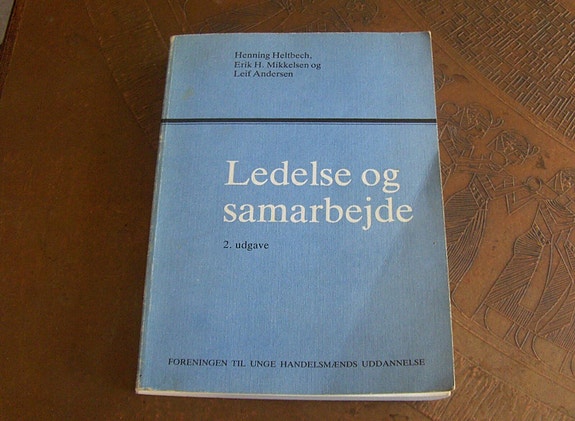 Henning Heltbech,
Erik H. Mikkelsen og
Leif Andersen
Ledelse og
samarbejde
2. udgave
FORENINGEN TIL UNGE HANDELSMÆNDS UDDANNELSE